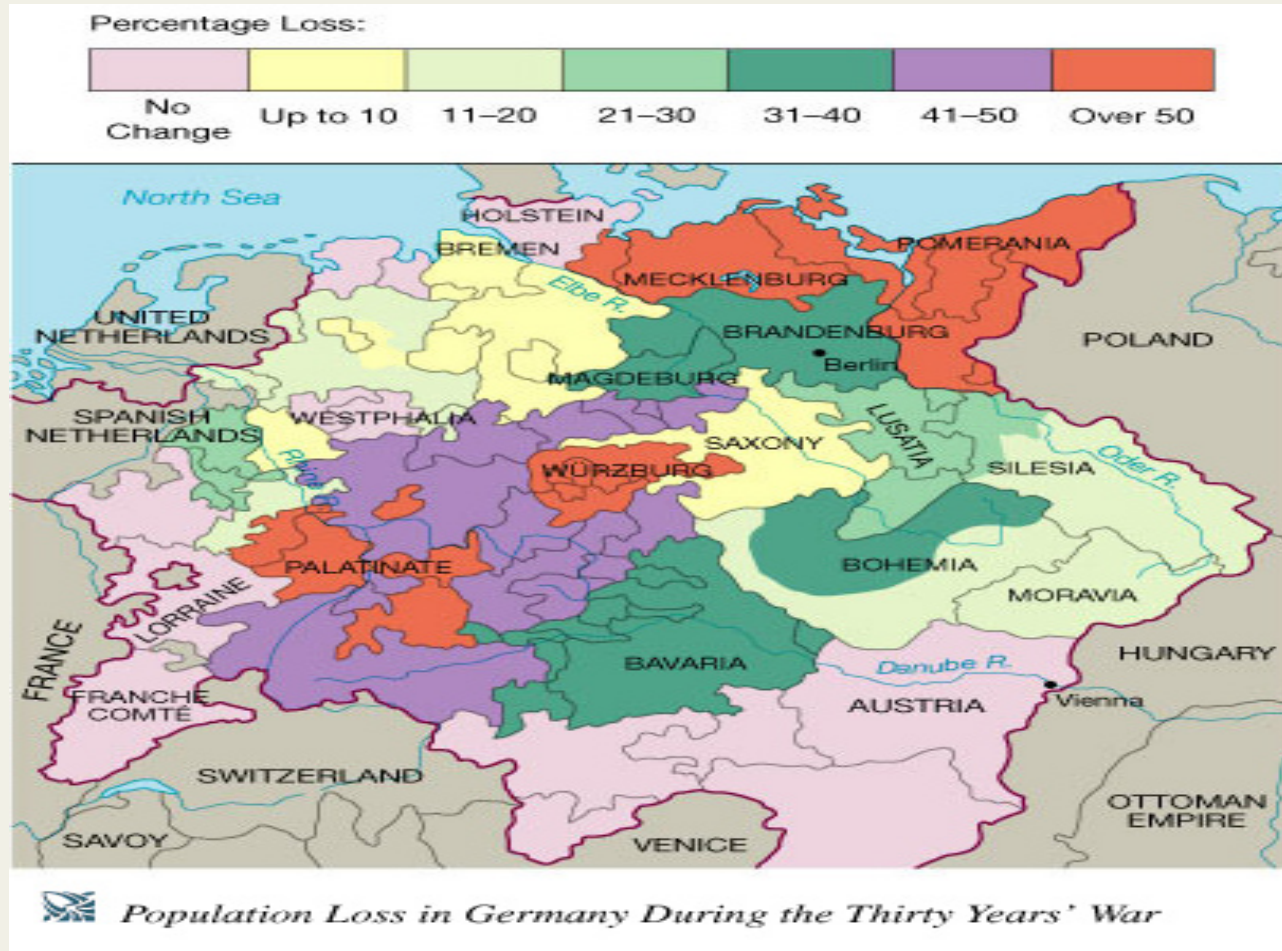 Percentage Loss:
No
Change
Up to 10
11–20
21–30
31–40
41–50
Over 50
North Sea
HOLSTEIN
BREMEN
POMERANIA
MECKLENBURG
Elbe R.
UNITED
NETHERLANDS
BRANDENBURG
POLAND
Berlin
MAGDEBURG
SPANISH
NETHERLANDS
WESTPHALIA
LUSATIA
SAXONY
Rhine R.
WÜRZBURG
SILESIA
Oder R.
PALATINATE
BOHEMIA
MORAVIA
LORRAINE
FRANCE
BAVARIA
Danube R.
HUNGARY
FRANCHE
COMTÉ
AUSTRIA
Vienna
SWITZERLAND
OTTOMAN
EMPIRE
SAVOY
VENICE
Population Loss in Germany During the Thirty Years' War